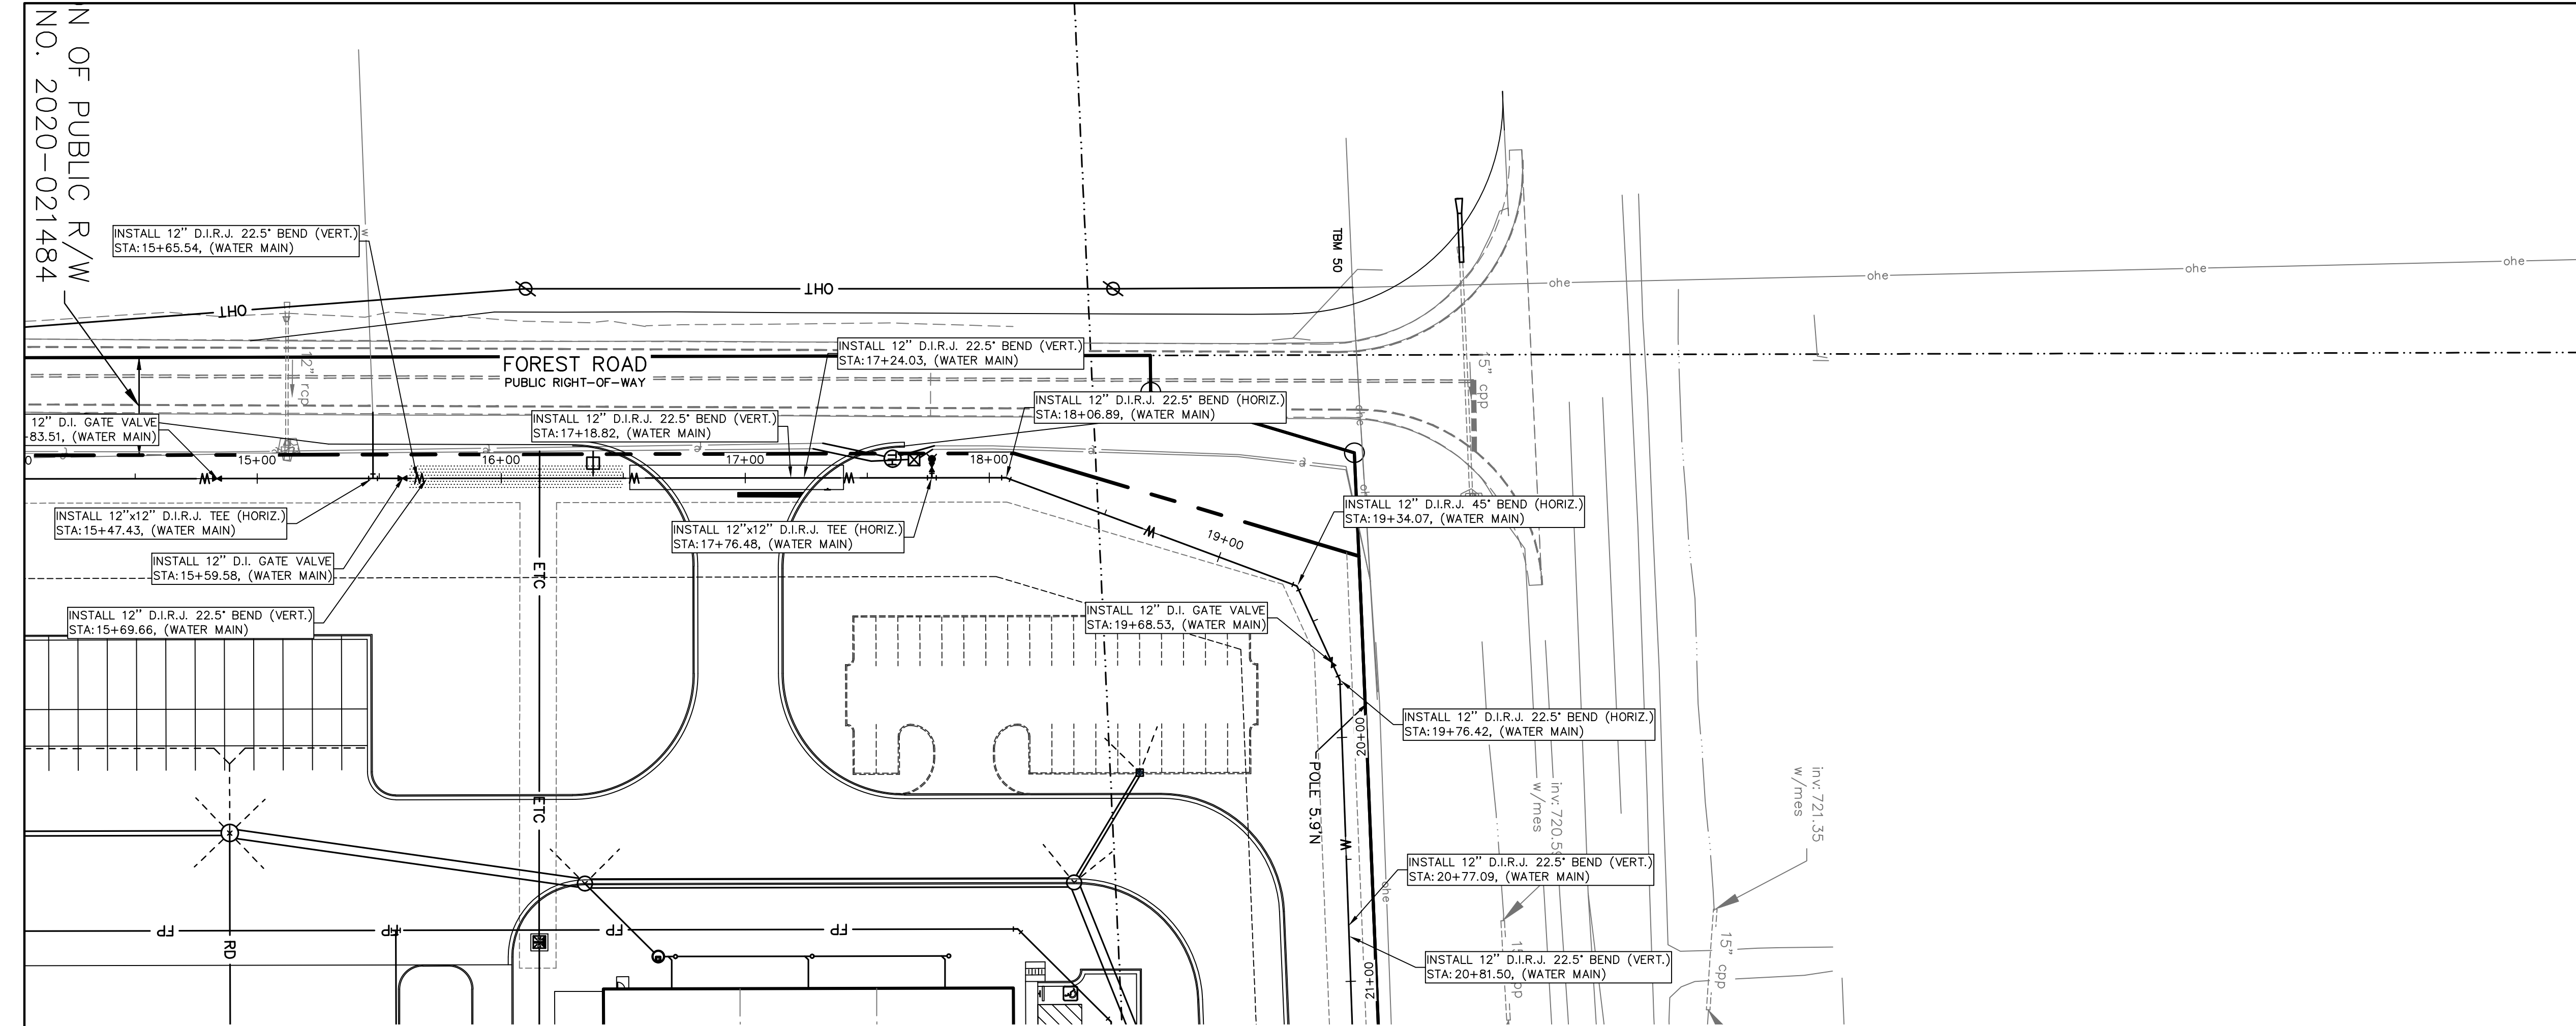 N OF PUBLIC R/W
NO. 2020-021484
INSTALL 12" D.I.R.J. 22.5° BEND (VERT.)
STA:15+65.54, (WATER MAIN)
w
TBM 50
OHT
OHT
ohe
ohe
ohe
ohe
12" rcp
FOREST ROAD
PUBLIC RIGHT-OF-WAY
INSTALL 12" D.I.R.J. 22.5° BEND (VERT.)
STA:17+24.03, (WATER MAIN)
15" cpp
INSTALL 12" D.I.R.J. 22.5° BEND (HORIZ.)
STA:18+06.89, (WATER MAIN)
12" D.I. GATE VALVE
83.51, (WATER MAIN)
INSTALL 12" D.I.R.J. 22.5° BEND (VERT.)
STA:17+18.82, (WATER MAIN)
ohe
0
15+00
16+00
17+00
18+00
W
W
W
W
INSTALL 12"x12" D.I.R.J. TEE (HORIZ.)
STA:15+47.43, (WATER MAIN)
INSTALL 12"x12" D.I.R.J. TEE (HORIZ.)
STA:17+76.48, (WATER MAIN)
INSTALL 12" D.I.R.J. 45° BEND (HORIZ.)
STA:19+34.07, (WATER MAIN)
W
19+00
INSTALL 12" D.I. GATE VALVE
STA:15+59.58, (WATER MAIN)
ETC
INSTALL 12" D.I.R.J. 22.5° BEND (VERT.)
STA:15+69.66, (WATER MAIN)
INSTALL 12" D.I. GATE VALVE
STA:19+68.53, (WATER MAIN)
INSTALL 12" D.I.R.J. 22.5° BEND (HORIZ.)
STA:19+76.42, (WATER MAIN)
20+00
POLE 5.9'N
ETC
inv:720.5
w/mes
inv:721.35
w/mes
W
INSTALL 12" D.I.R.J. 22.5° BEND (VERT.)
STA:20+77.09, (WATER MAIN)
ohe
FP
FP
FP
FP
RD
15" cpp
INSTALL 12" D.I.R.J. 22.5° BEND (VERT.)
STA:20+81.50, (WATER MAIN)
21+00